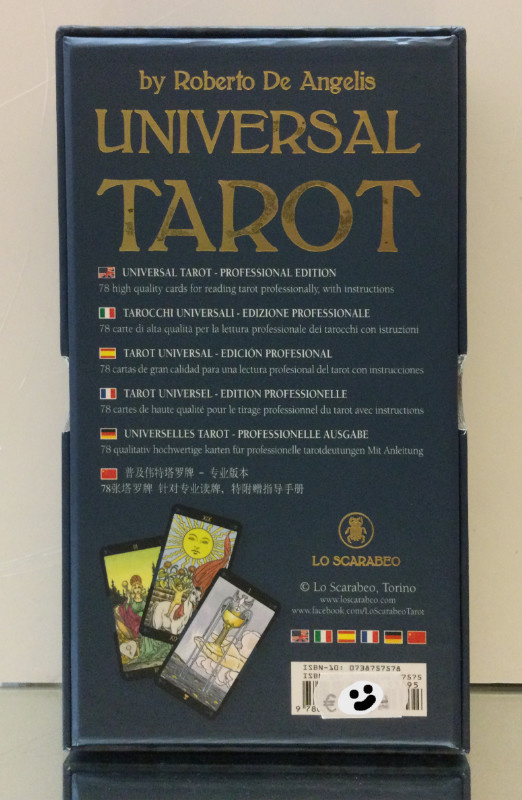 by Roberto De Angelis
UNIVERSAL
TAROT
UNIVERSAL TAROT - PROFESSIONAL EDITION
78 high quality cards for reading tarot professionally, with instructions
TAROCCHI UNIVERSALI - EDIZIONE PROFESSIONALE
78 carte di alta qualità per la lettura professionale dei tarocchi con istruzioni
TAROT UNIVERSAL - EDICIÓN PROFESIONAL
78 cartas de gran calidad para una lectura profesional del tarot con instrucciones
TAROT UNIVERSEL - EDITION PROFESSIONELLE
78 cartes de haute qualité pour le tirage professionnel du tarot avec instructions
UNIVERSELLES TAROT - PROFESSIONELLE AUSGABE
78 qualitativ hochwertige karten für professionelle tarotdeutungen Mit Anleitung
普及伟特塔罗牌 - 专业版本
78张塔罗牌 针对专业读牌，特附赠指导手册
XIX
I
LO SCARABEO
© Lo Scarabeo, Torino
www.loscarabeo.com
www.facebook.com/LoScarabeoTarot
ISBN-10: 0738757578